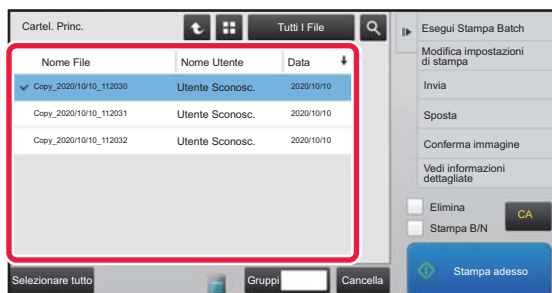 Cartel. Princ.
Tutti I File
Nome File
Nome Utente
Data
Copy_2020/10/10_112030
Utente Sconosc.
2020/10/10
Copy_2020/10/10_112031
Utente Sconosc.
2020/10/10
Copy_2020/10/10_112032
Utente Sconosc.
2020/10/10
Selezionare tutto
Gruppi
Cancella
Esegui Stampa Batch
Modifica impostazioni
di stampa
Invia
Sposta
Conferma immagine
Vedi informazioni
dettagliate
Elimina
Stampa B/N
CA
Stampa adesso